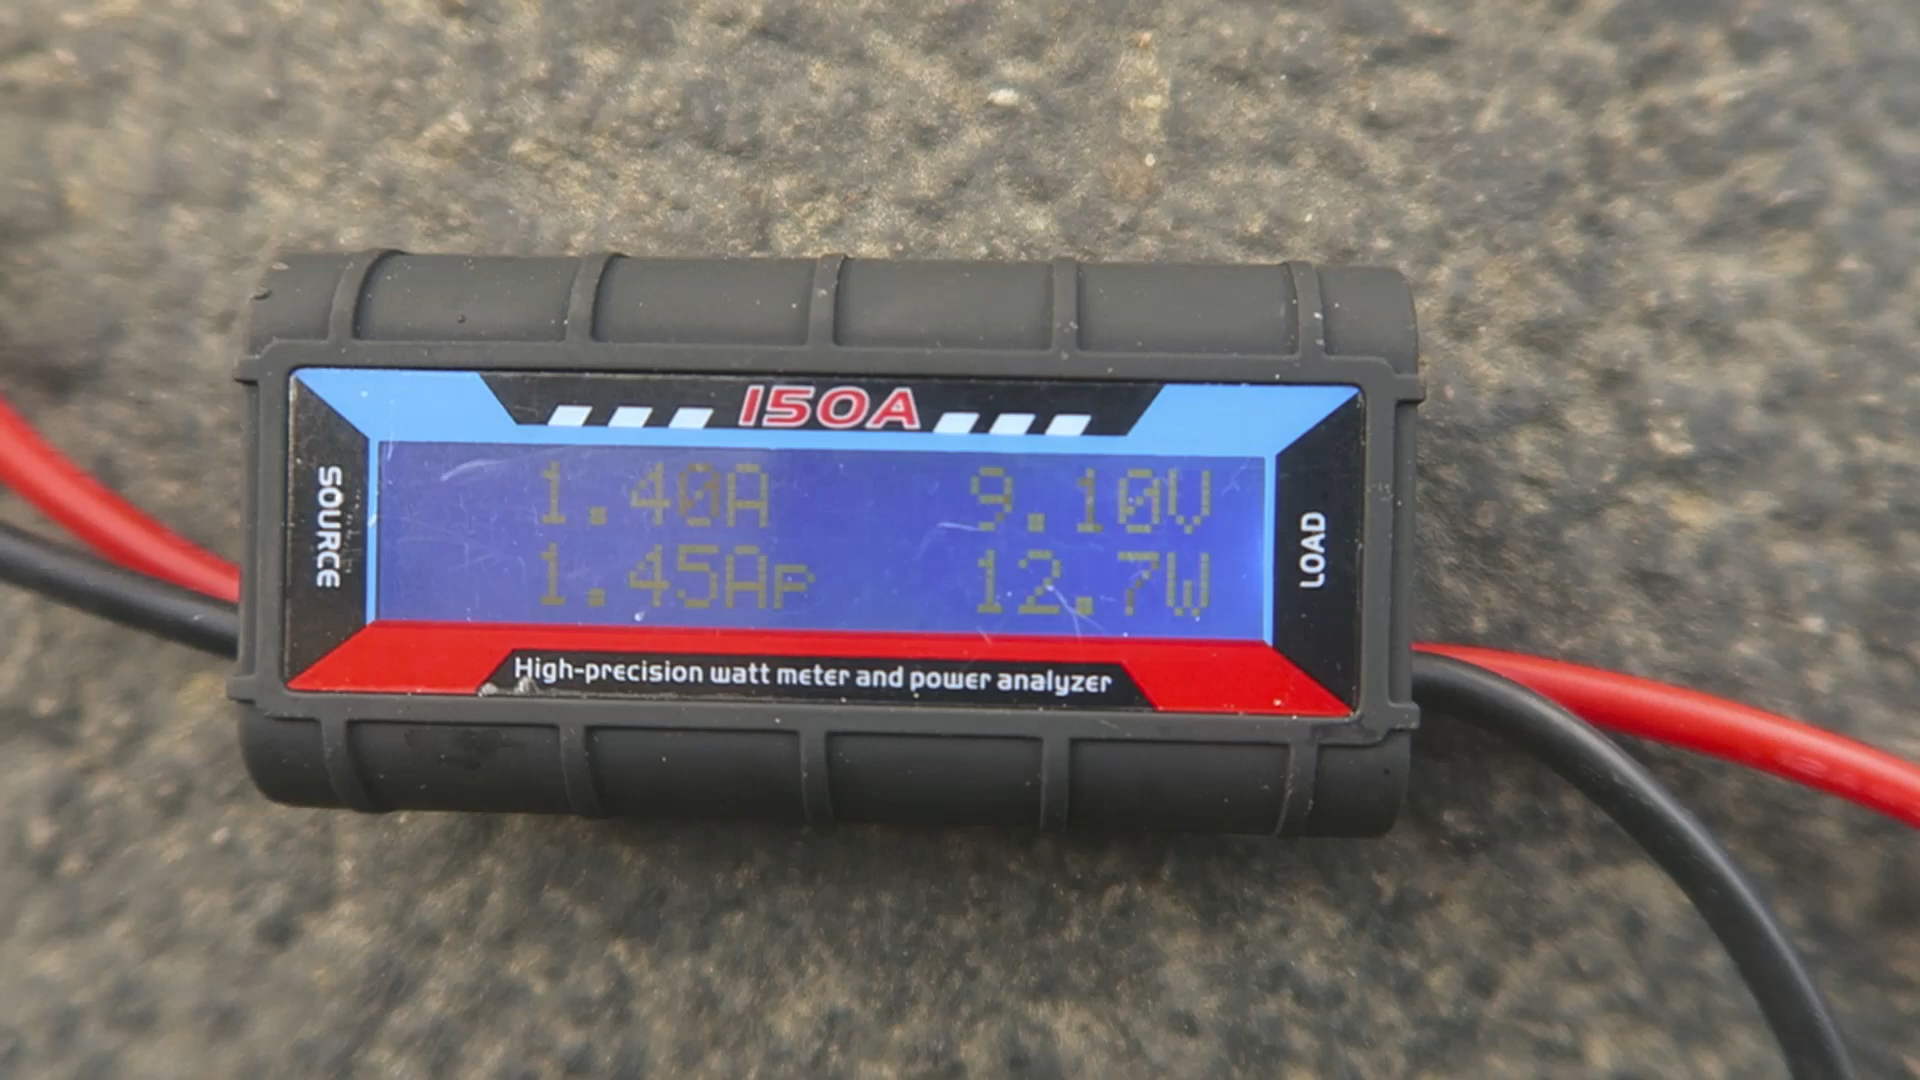 150A
SOURCE
1.40A 9.10V
1.45Ap 12.7W
LOAD
High-precision watt meter and power analyzer